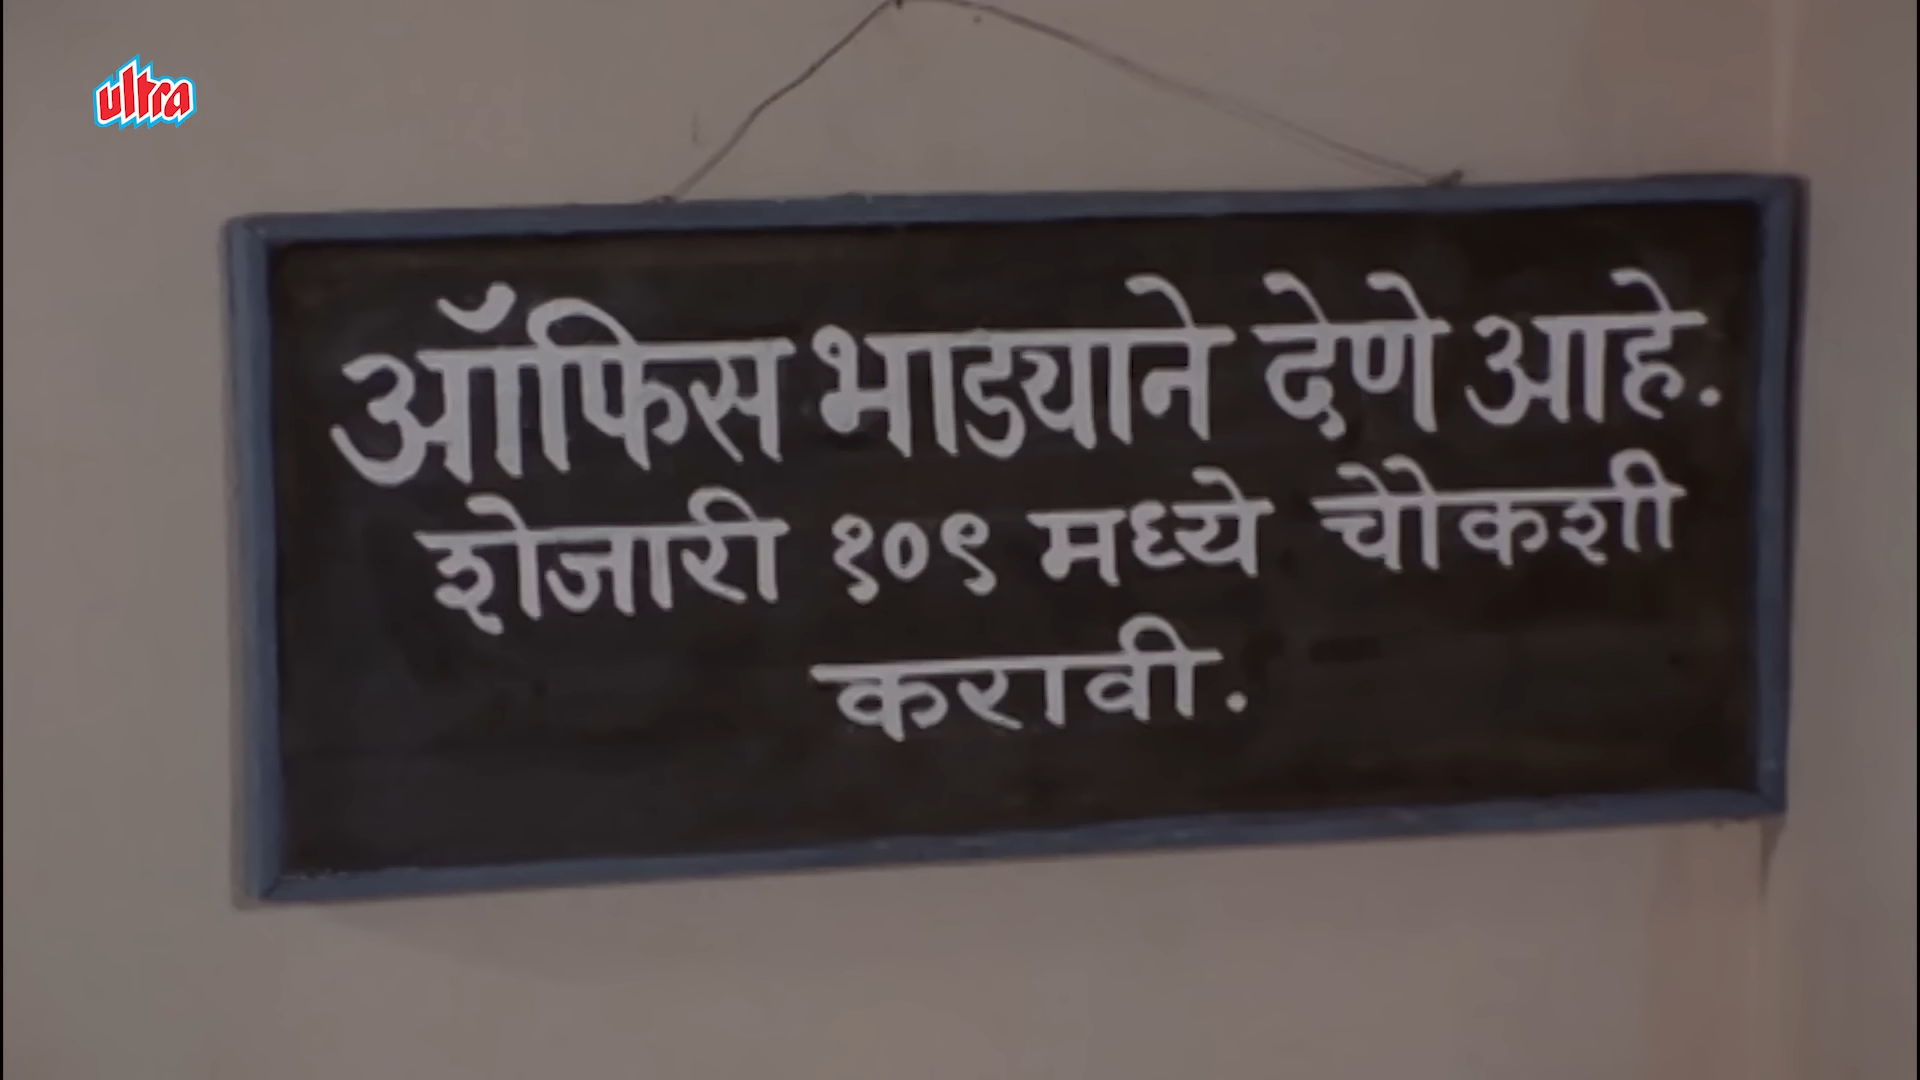 ultra
ऑफिस भाड्याने देणे आहे.
शेजारी १०९ मध्ये चौकशी
करावी.